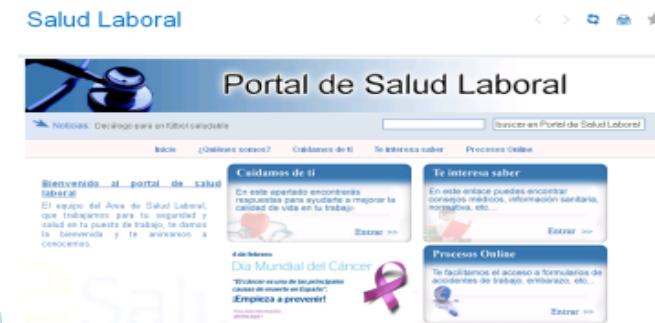 Salud Laboral
Portal de Salud Laboral
Noticias: Decálogo para un fútbol saludable
buscar en Portal de Salud Laboral
Inicio ¿Quiénes somos? Cuidamos de ti Te interesa saber Procesos Online
Bienvenido al portal de salud
laboral
El equipo del Área de Salud Laboral,
que trabajamos para tu seguridad y
salud en tu puesto de trabajo, te damos
la bienvenida y te animamos a
conocernos.
Cuidamos de ti
En este apartado encontrarás
respuestas para ayudarte a mejorar la
calidad de vida en tu trabajo
Entrar >>
4 de febrero
Día Mundial del Cáncer
"El cáncer es una de las principales
causas de muerte en España".
¡Empieza a prevenir!
Te interesa saber
En este enlace puedes encontrar
consejos médicos, información sanitaria,
normativa, etc...
Entrar >>
Procesos Online
Te facilitamos el acceso a formularios de
accidentes de trabajo, embarazo, etc...
Entrar >>